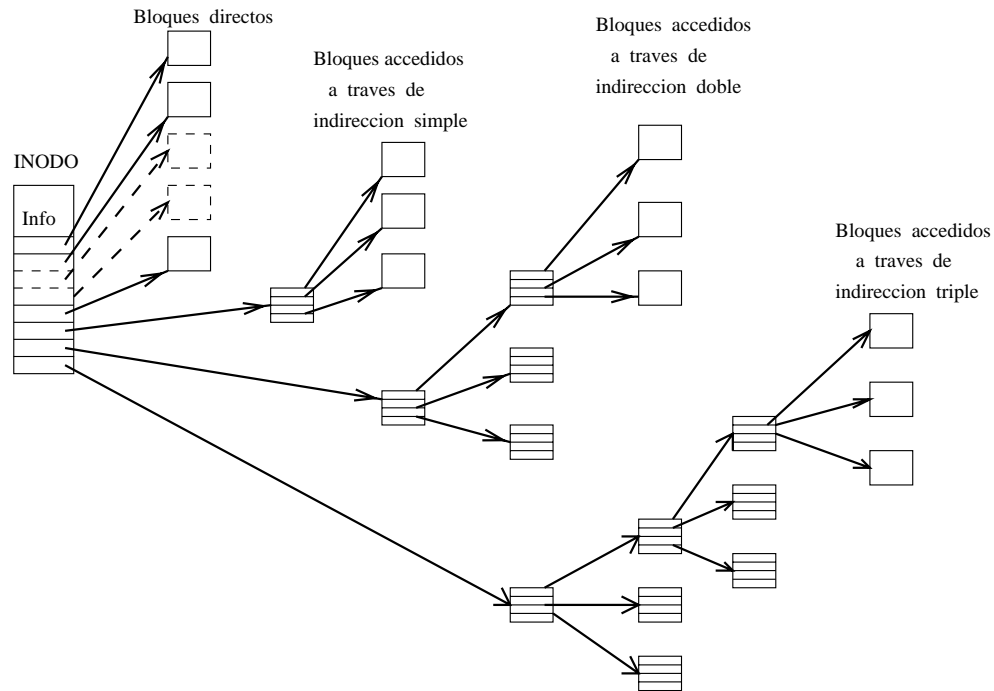 Bloques directos
Bloques accedidos
a traves de
indireccion simple
Bloques accedidos
a traves de
indireccion doble
INODO
Info
Bloques accedidos
a traves de
indireccion triple